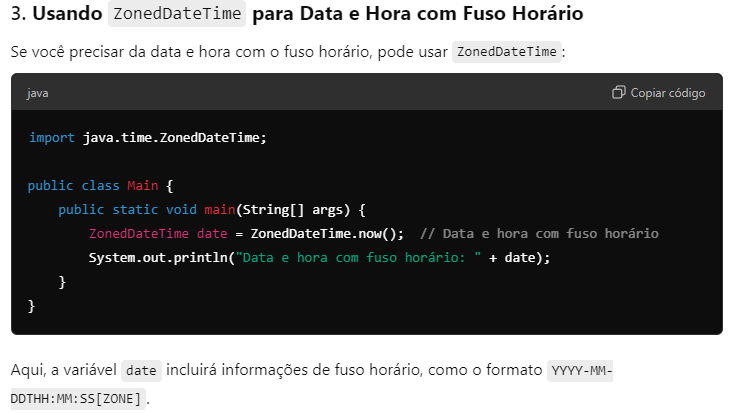 3. Usando ZonedDateTime para Data e Hora com Fuso Horário
Se você precisar da data e hora com o fuso horário, pode usar ZonedDateTime:
java
Copiar código
import java.time.ZonedDateTime;
public class Main {
    public static void main(String[] args) {
        ZonedDateTime date = ZonedDateTime.now();  // Data e hora com fuso horário
        System.out.println("Data e hora com fuso horário: " + date);
    }
}
Aqui, a variável date incluirá informações de fuso horário, como o formato YYYY-MM-
DDTHH:MM:SS[ZONE].